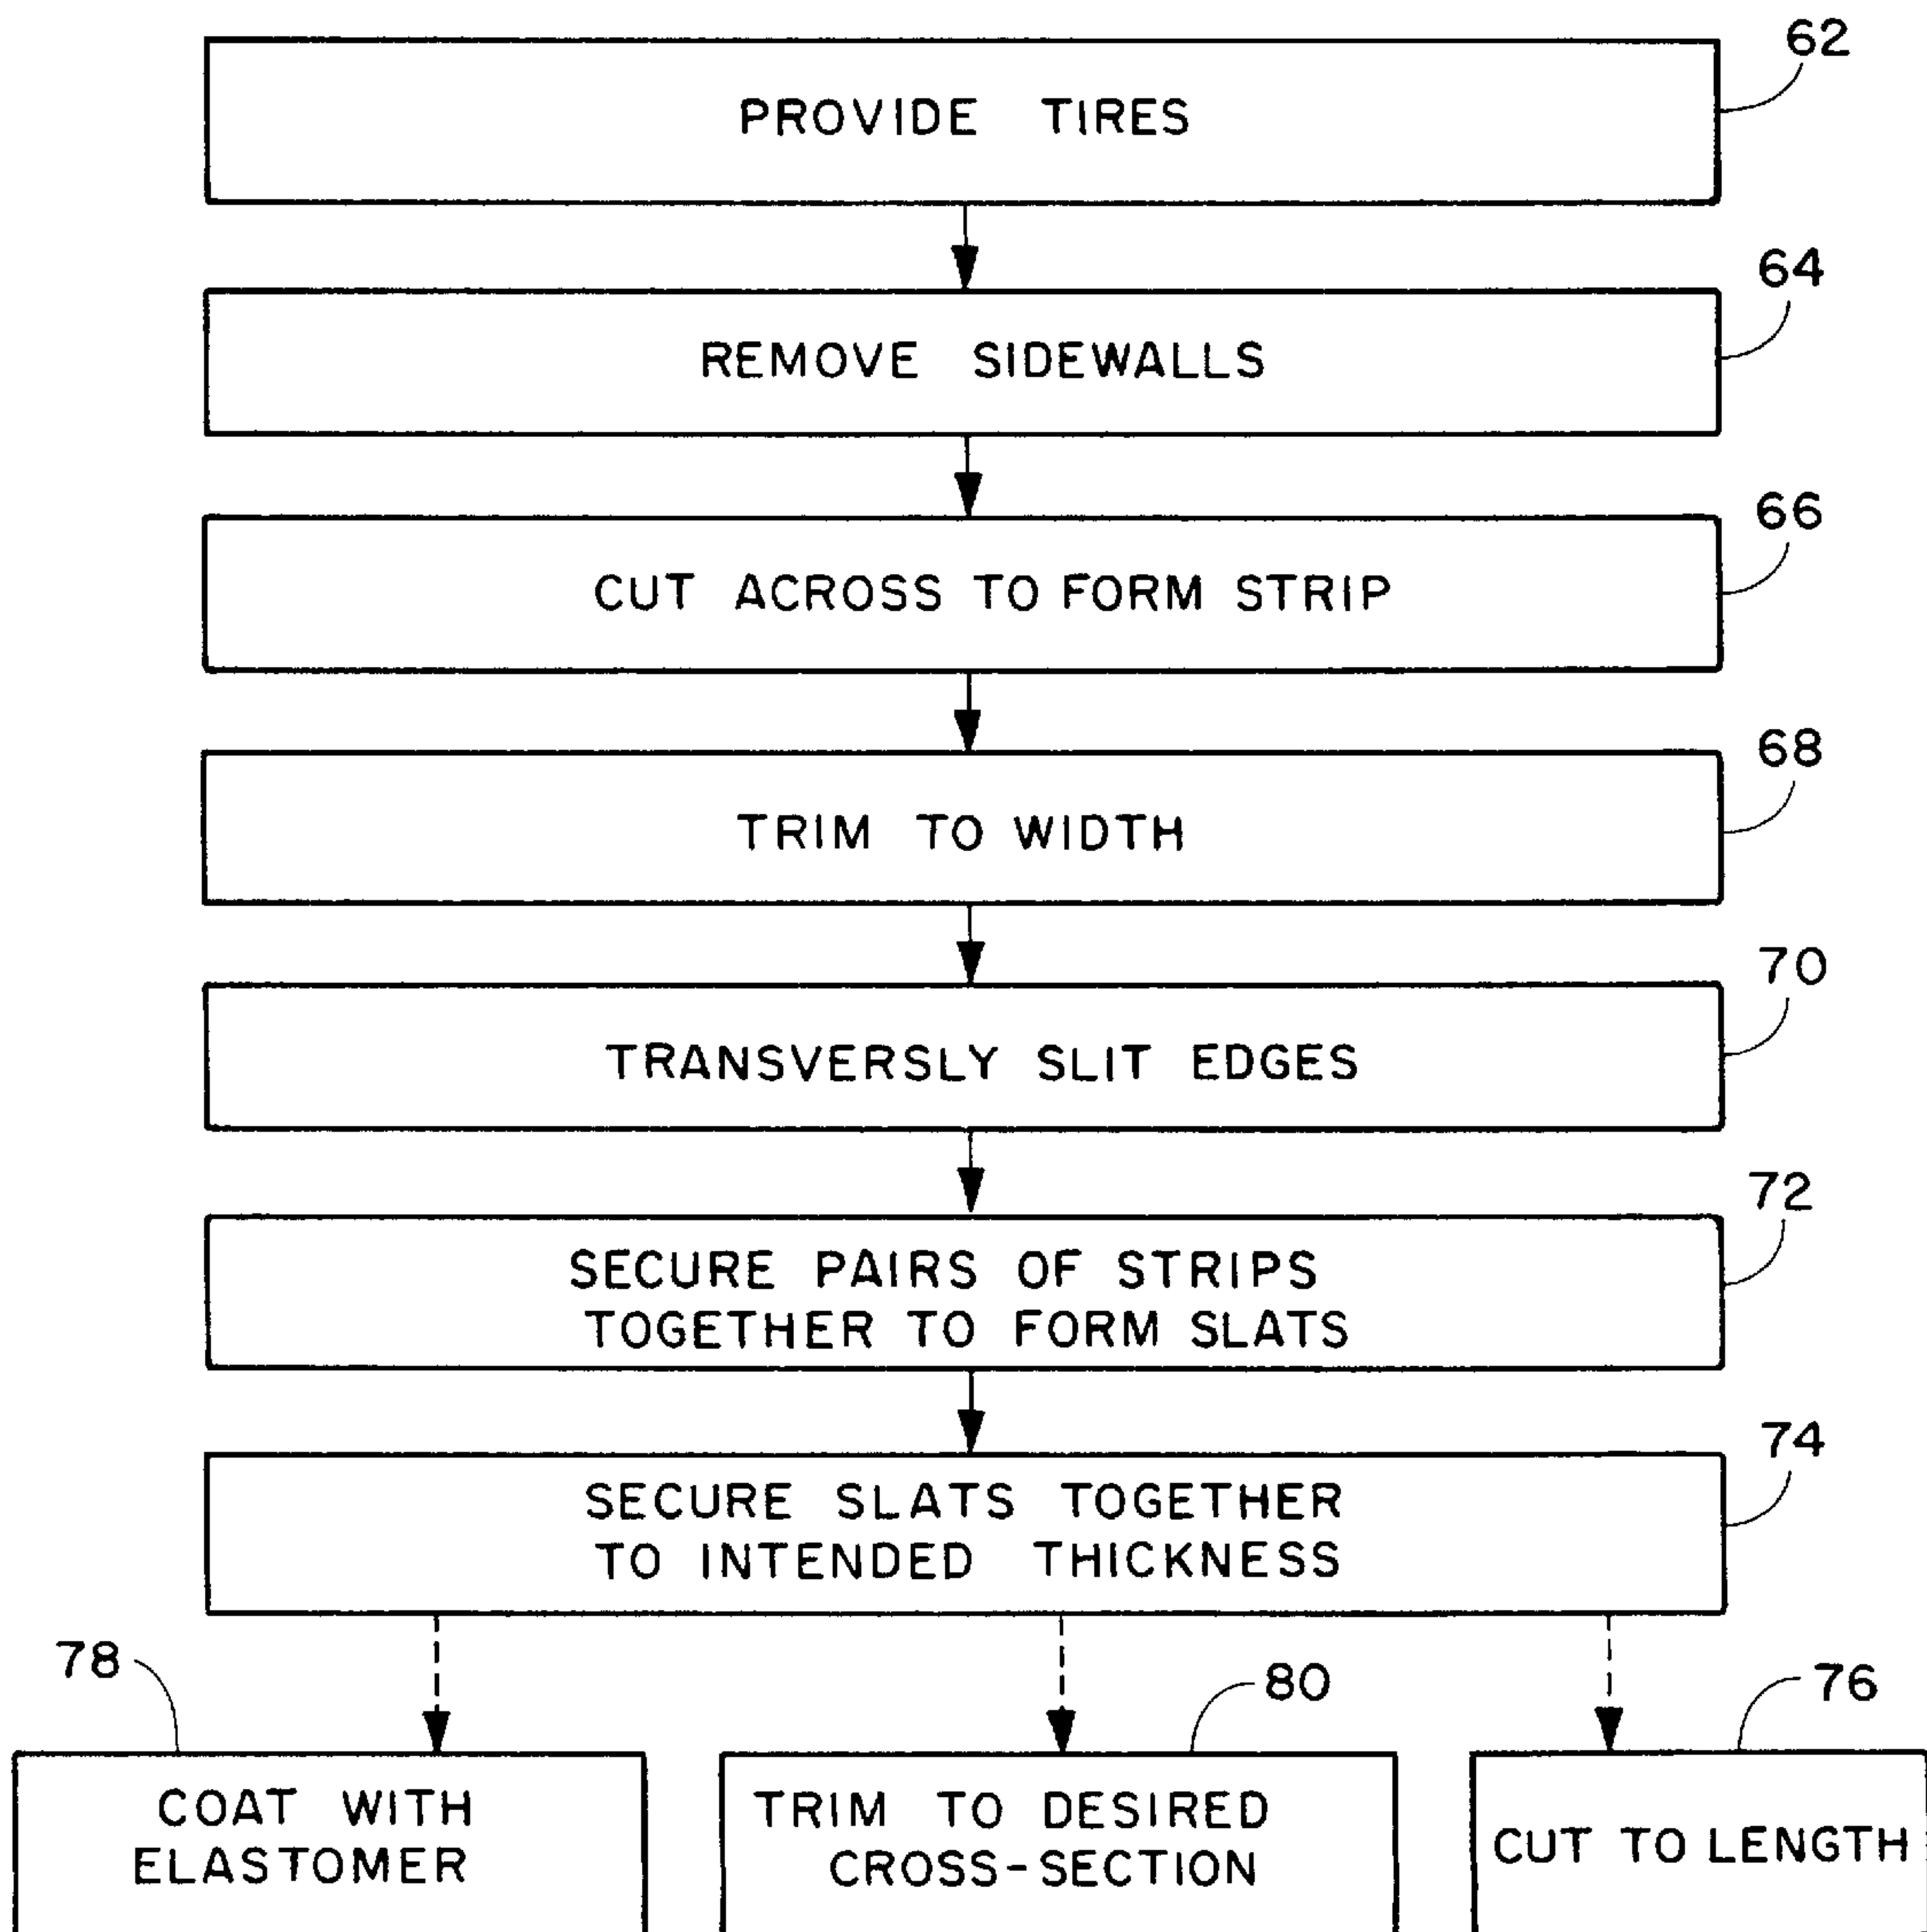 62
PROVIDE TIRES
64
REMOVE SIDEWALLS
66
CUT ACROSS TO FORM STRIP
68
TRIM TO WIDTH
70
TRANSVERSLY SLIT EDGES
72
SECURE PAIRS OF STRIPS
TOGETHER TO FORM SLATS
74
SECURE SLATS TOGETHER
TO INTENDED THICKNESS
78
COAT WITH
ELASTOMER
80
TRIM TO DESIRED
CROSS-SECTION
76
CUT TO LENGTH